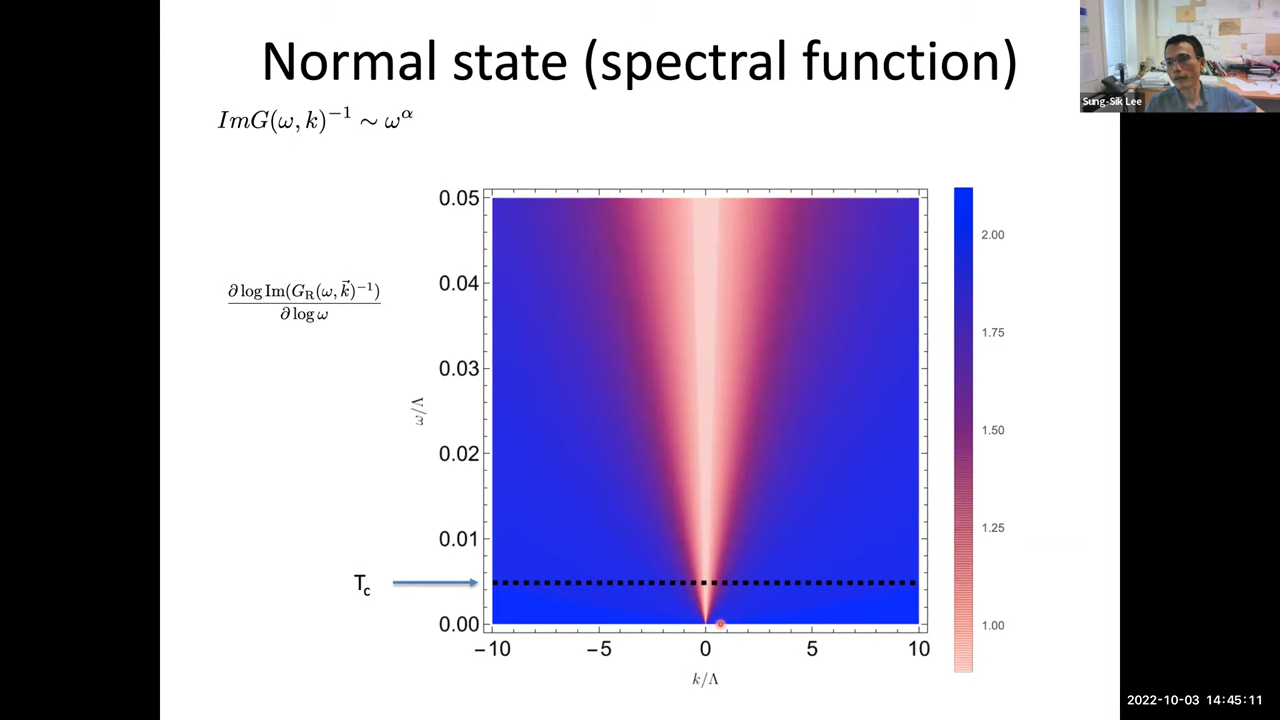 Normal state (spectral function)
ImG(ω, k)⁻¹ ∼ ω^α
Sung-Sik Lee
∂ log Im(G_R(ω, k⃗)⁻¹)
∂ log ω
0.05
0.04
0.03
0.02
0.01
0.00
ω/Λ
T_c
−10
−5
0
5
10
k/Λ
2.00
1.75
1.50
1.25
1.00
2022-10-03 14:45:11